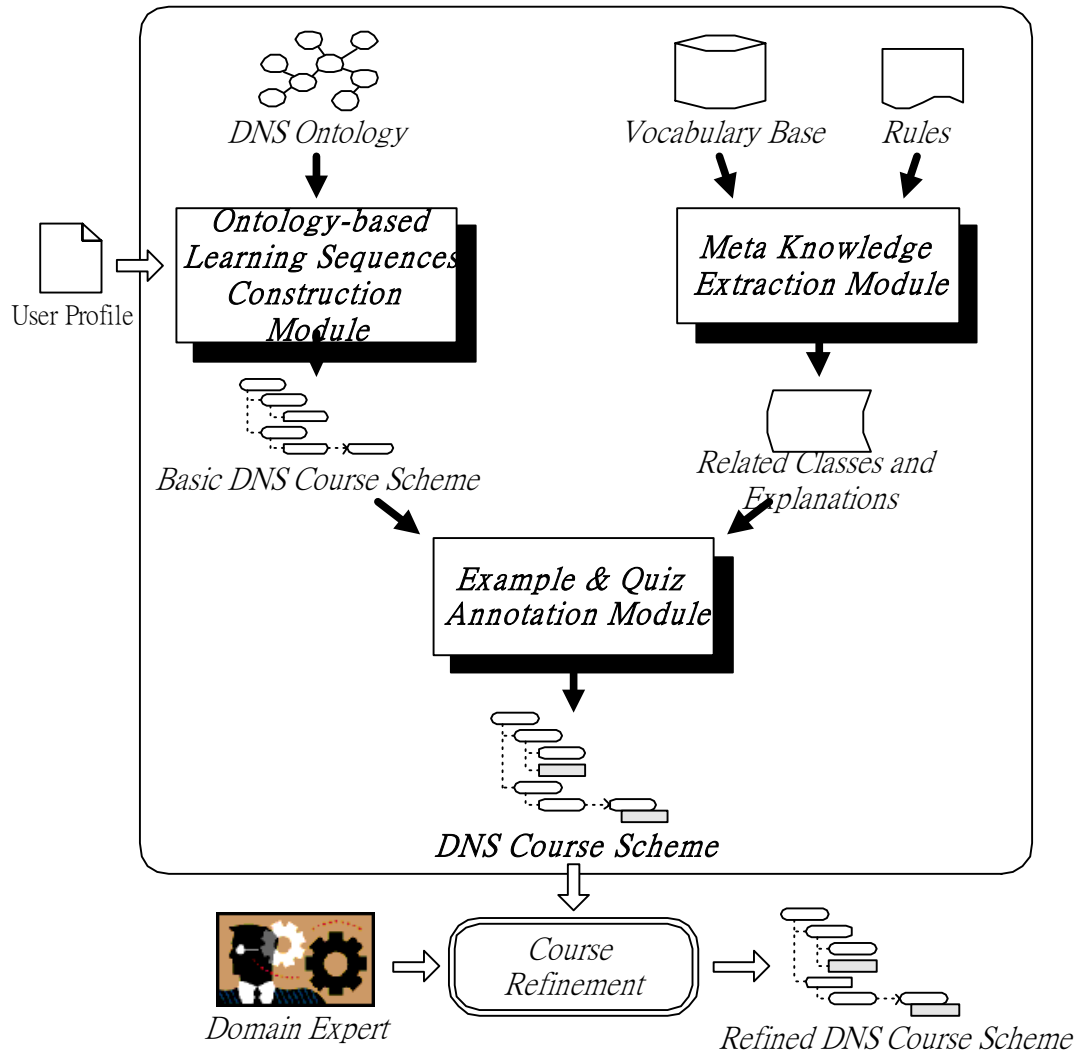 DNS Ontology
Vocabulary Base
Rules
Ontology-based
Learning Sequences
Construction
Module
Meta Knowledge
Extraction Module
User Profile
Basic DNS Course Scheme
Related Classes and
Explanations
Example & Quiz
Annotation Module
DNS Course Scheme
Course
Refinement
Domain Expert
Refined DNS Course Scheme